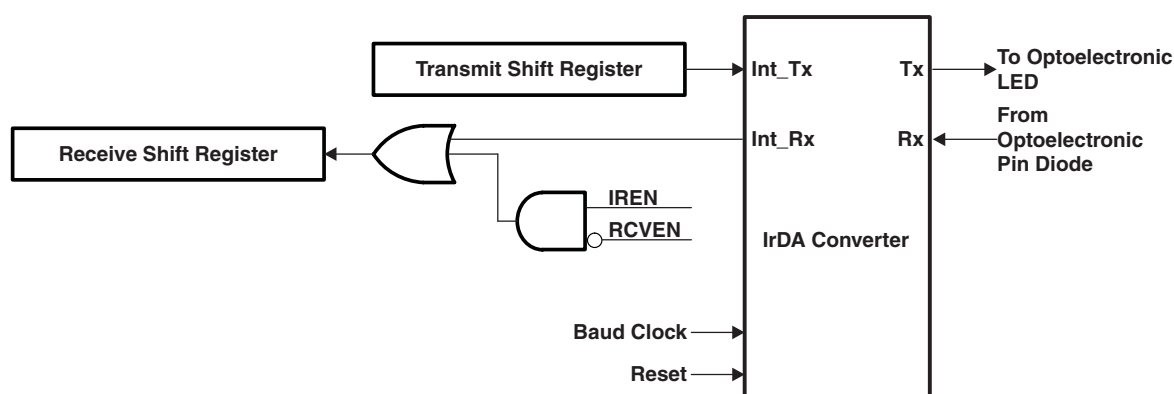 Transmit Shift Register
Int_Tx
Tx
To Optoelectronic
LED
Receive Shift Register
Int_Rx
Rx
From
Optoelectronic
Pin Diode
IREN
RCVEN
IrDA Converter
Baud Clock
Reset